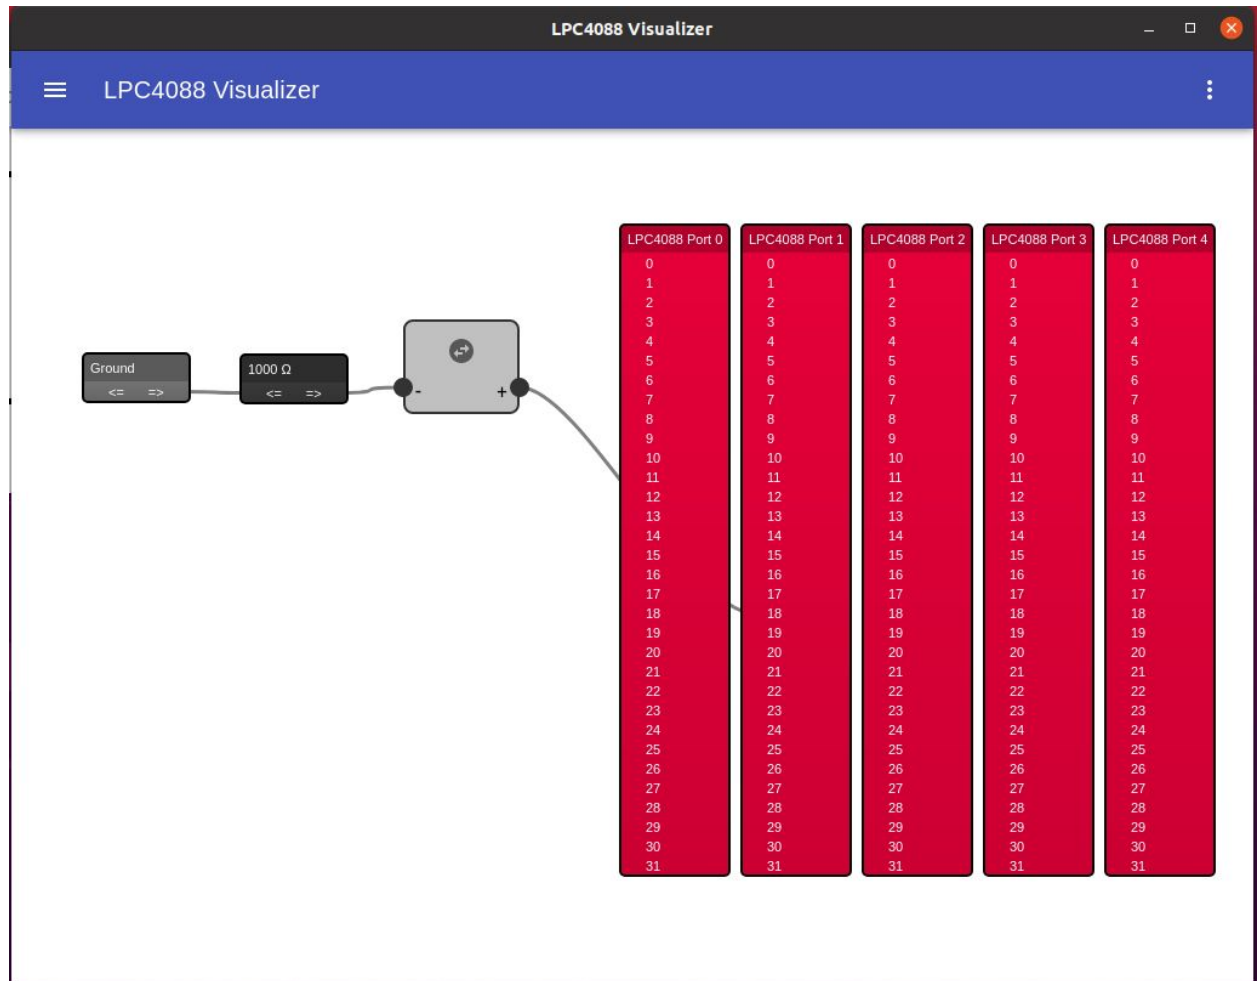 LPC4088 Visualizer
LPC4088 Visualizer
LPC4088 Port 0 LPC4088 Port 1 LPC4088 Port 2 LPC4088 Port 3 LPC4088 Port 4
0 0 0 0 0
1 1 1 1 1
2 2 2 2 2
3 3 3 3 3
4 4 4 4 4
5 5 5 5 5
Ground 1000 Ω
6 6 6 6 6
<= => <= => - +
7 7 7 7 7
8 8 8 8 8
9 9 9 9 9
10 10 10 10 10
11 11 11 11 11
12 12 12 12 12
13 13 13 13 13
14 14 14 14 14
15 15 15 15 15
16 16 16 16 16
17 17 17 17 17
18 18 18 18 18
19 19 19 19 19
20 20 20 20 20
21 21 21 21 21
22 22 22 22 22
23 23 23 23 23
24 24 24 24 24
25 25 25 25 25
26 26 26 26 26
27 27 27 27 27
28 28 28 28 28
29 29 29 29 29
30 30 30 30 30
31 31 31 31 31